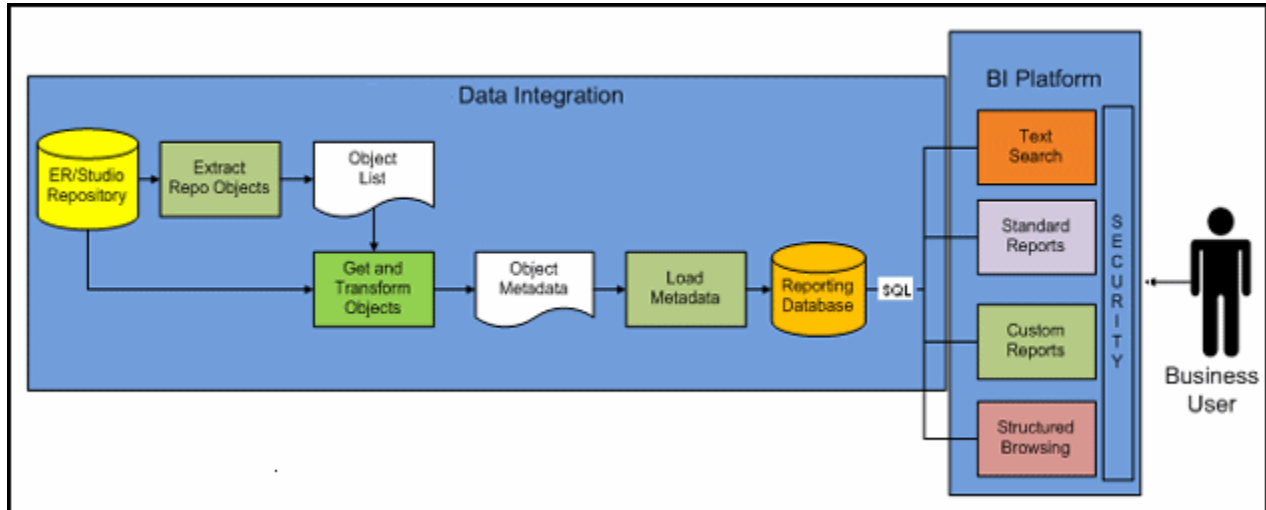 Data Integration
BI Platform
ER/Studio
Repository
Extract
Repo Objects
Object
List
Get and
Transform
Objects
Object
Metadata
Load
Metadata
Reporting
Database
SQL
Text
Search
Standard
Reports
Custom
Reports
Structured
Browsing
SECURITY
Business
User